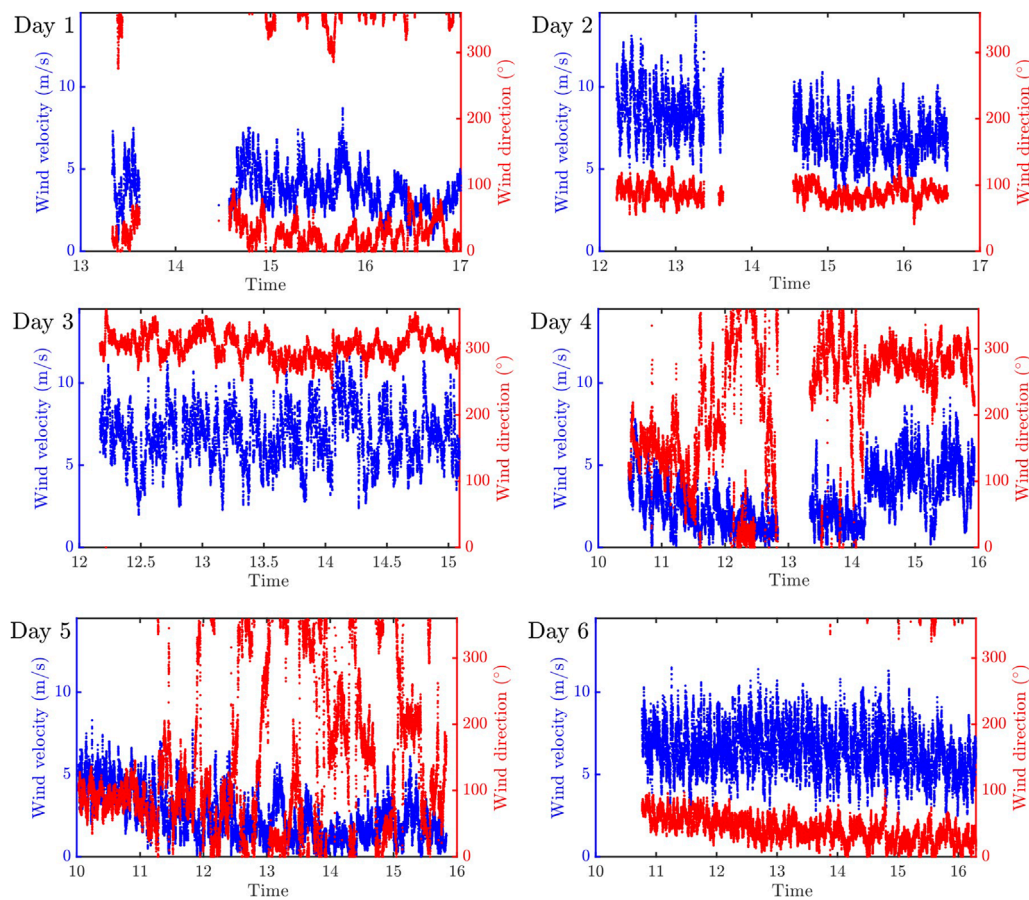 Day 1
Wind velocity (m/s)
10
5
0
300
200
100
0
Wind direction (°)
13 14 15 16 17
Time
Day 2
Wind velocity (m/s)
10
5
0
300
200
100
0
Wind direction (°)
12 13 14 15 16 17
Time
Day 3
Wind velocity (m/s)
10
5
0
300
200
100
0
Wind direction (°)
12 12.5 13 13.5 14 14.5 15
Time
Day 4
Wind velocity (m/s)
10
5
0
300
200
100
0
Wind direction (°)
10 11 12 13 14 15 16
Time
Day 5
Wind velocity (m/s)
10
5
0
300
200
100
0
Wind direction (°)
10 11 12 13 14 15 16
Time
Day 6
Wind velocity (m/s)
10
5
0
300
200
100
0
Wind direction (°)
11 12 13 14 15 16
Time